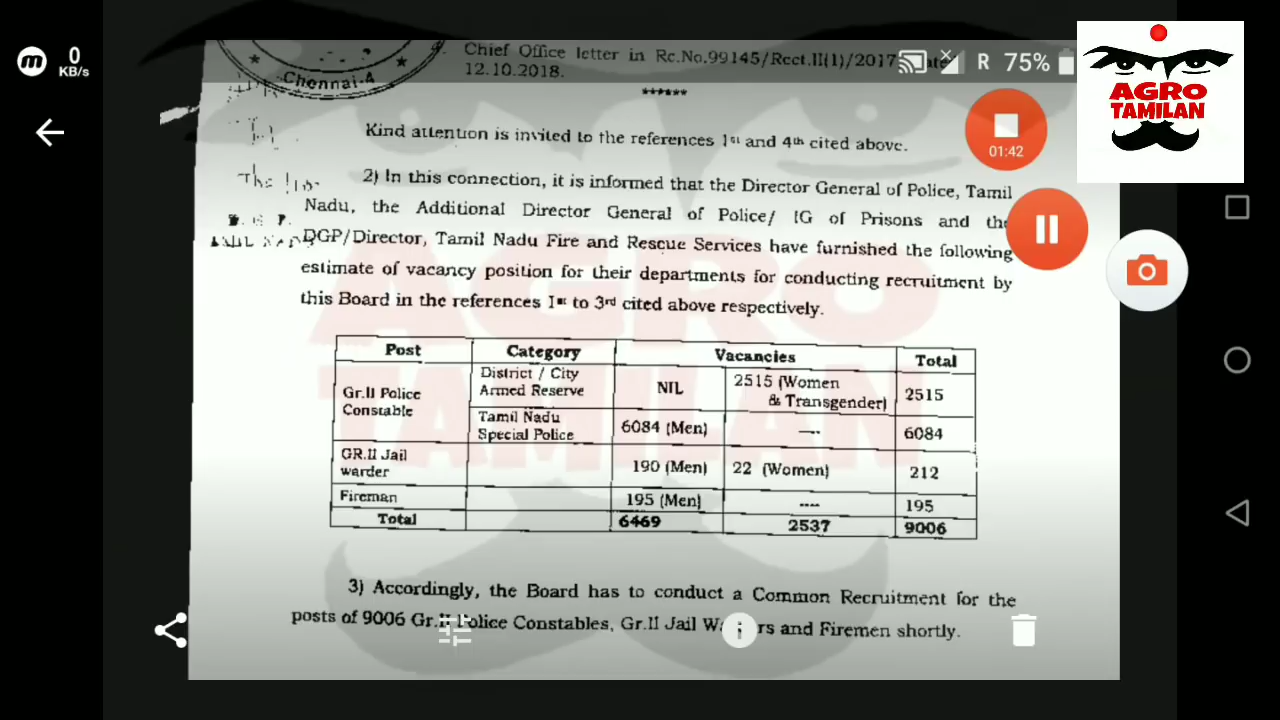 0
KB/s
Chennai-4
Chief Office letter in Rc.No.99145/Rect.II(1)/2017
12.10.2018.
******
R 75%
AGRO
TAMILAN
01:42
Kind attention is invited to the references 1st and 4th cited above.
2) In this connection, it is informed that the Director General of Police, Tamil
Nadu, the Additional Director General of Police/ IG of Prisons and the
DGP/Director, Tamil Nadu Fire and Rescue Services have furnished the following
estimate of vacancy position for their departments for conducting recruitment by
this Board in the references 1st to 3rd cited above respectively.
AGRO
TAMILAN
Post Category Vacancies Total
Gr.II Police Constable District / City Armed Reserve NIL 2515 (Women & Transgender) 2515
Tamil Nadu Special Police 6084 (Men) ---- 6084
GR.II Jail warder 190 (Men) 22 (Women) 212
Fireman 195 (Men) ---- 195
Total 6469 2537 9006
3) Accordingly, the Board has to conduct a Common Recruitment for the
posts of 9006 Gr.II Police Constables, Gr.II Jail Warders and Firemen shortly.